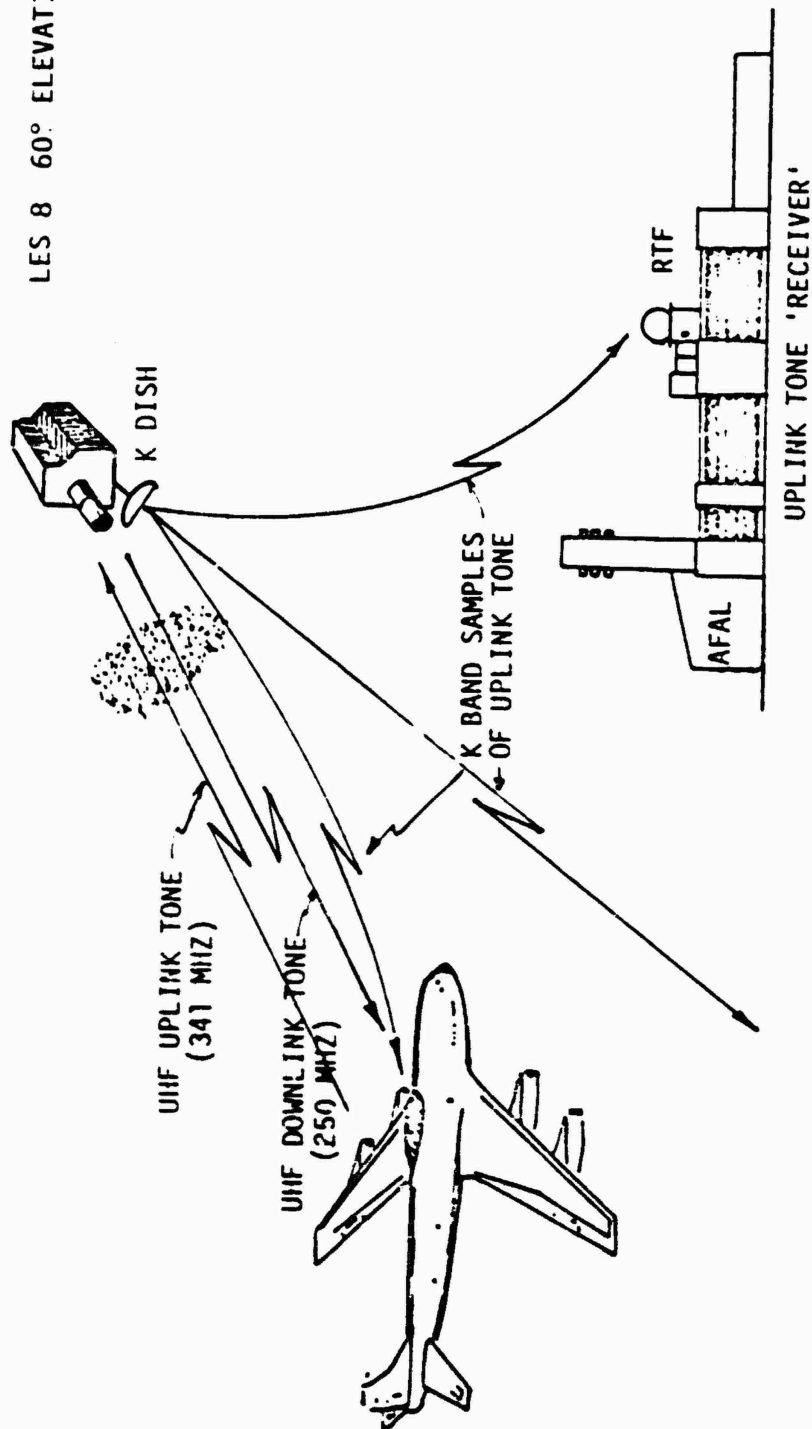 LES 8 60° ELEVATI
K DISH
UHF UPLINK TONE
(341 MHZ)
UHF DOWNLINK TONE
(250 MHZ)
K BAND SAMPLES
OF UPLINK TONE
RTF
AFAL
UPLINK TONE 'RECEIVER'